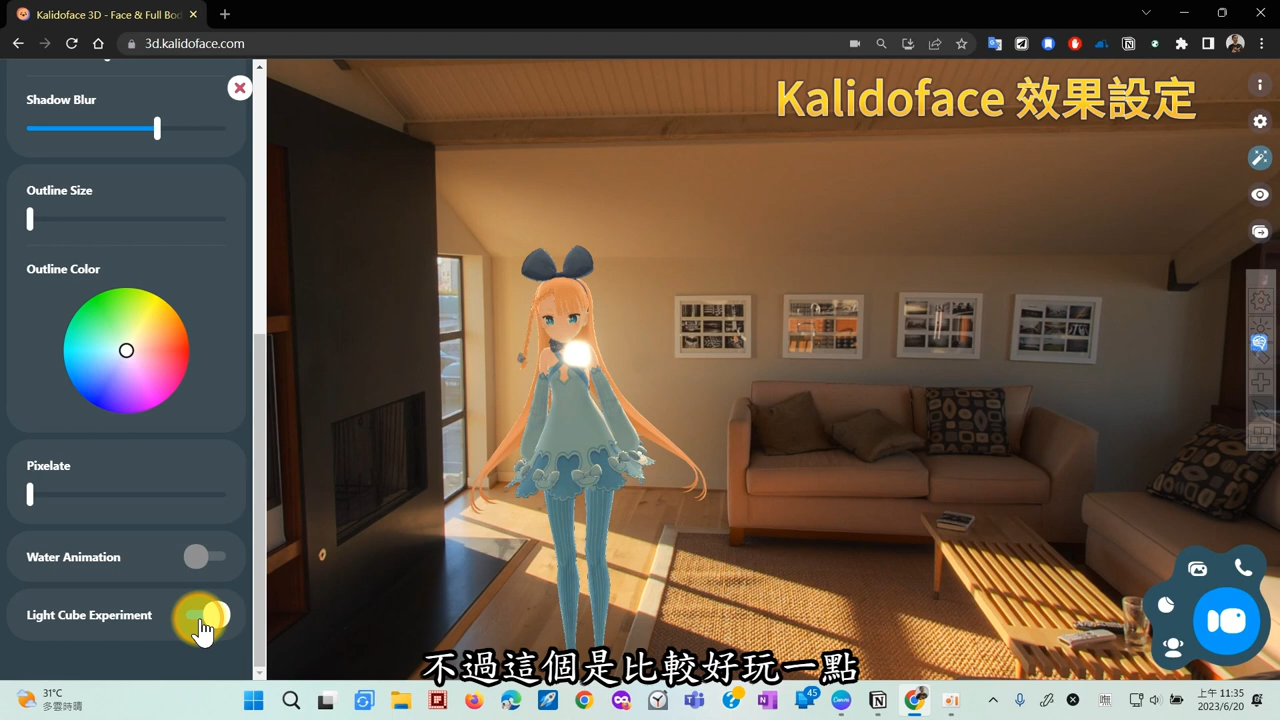 Kalidoface 3D - Face & Full Bod
3d.kalidoface.com
Shadow Blur
Outline Size
Outline Color
Pixelate
Water Animation
Light Cube Experiment
Kalidoface 效果設定
不過這個是比較好玩一點
31°C
多雲時晴
45
上午 11:35
2023/6/20